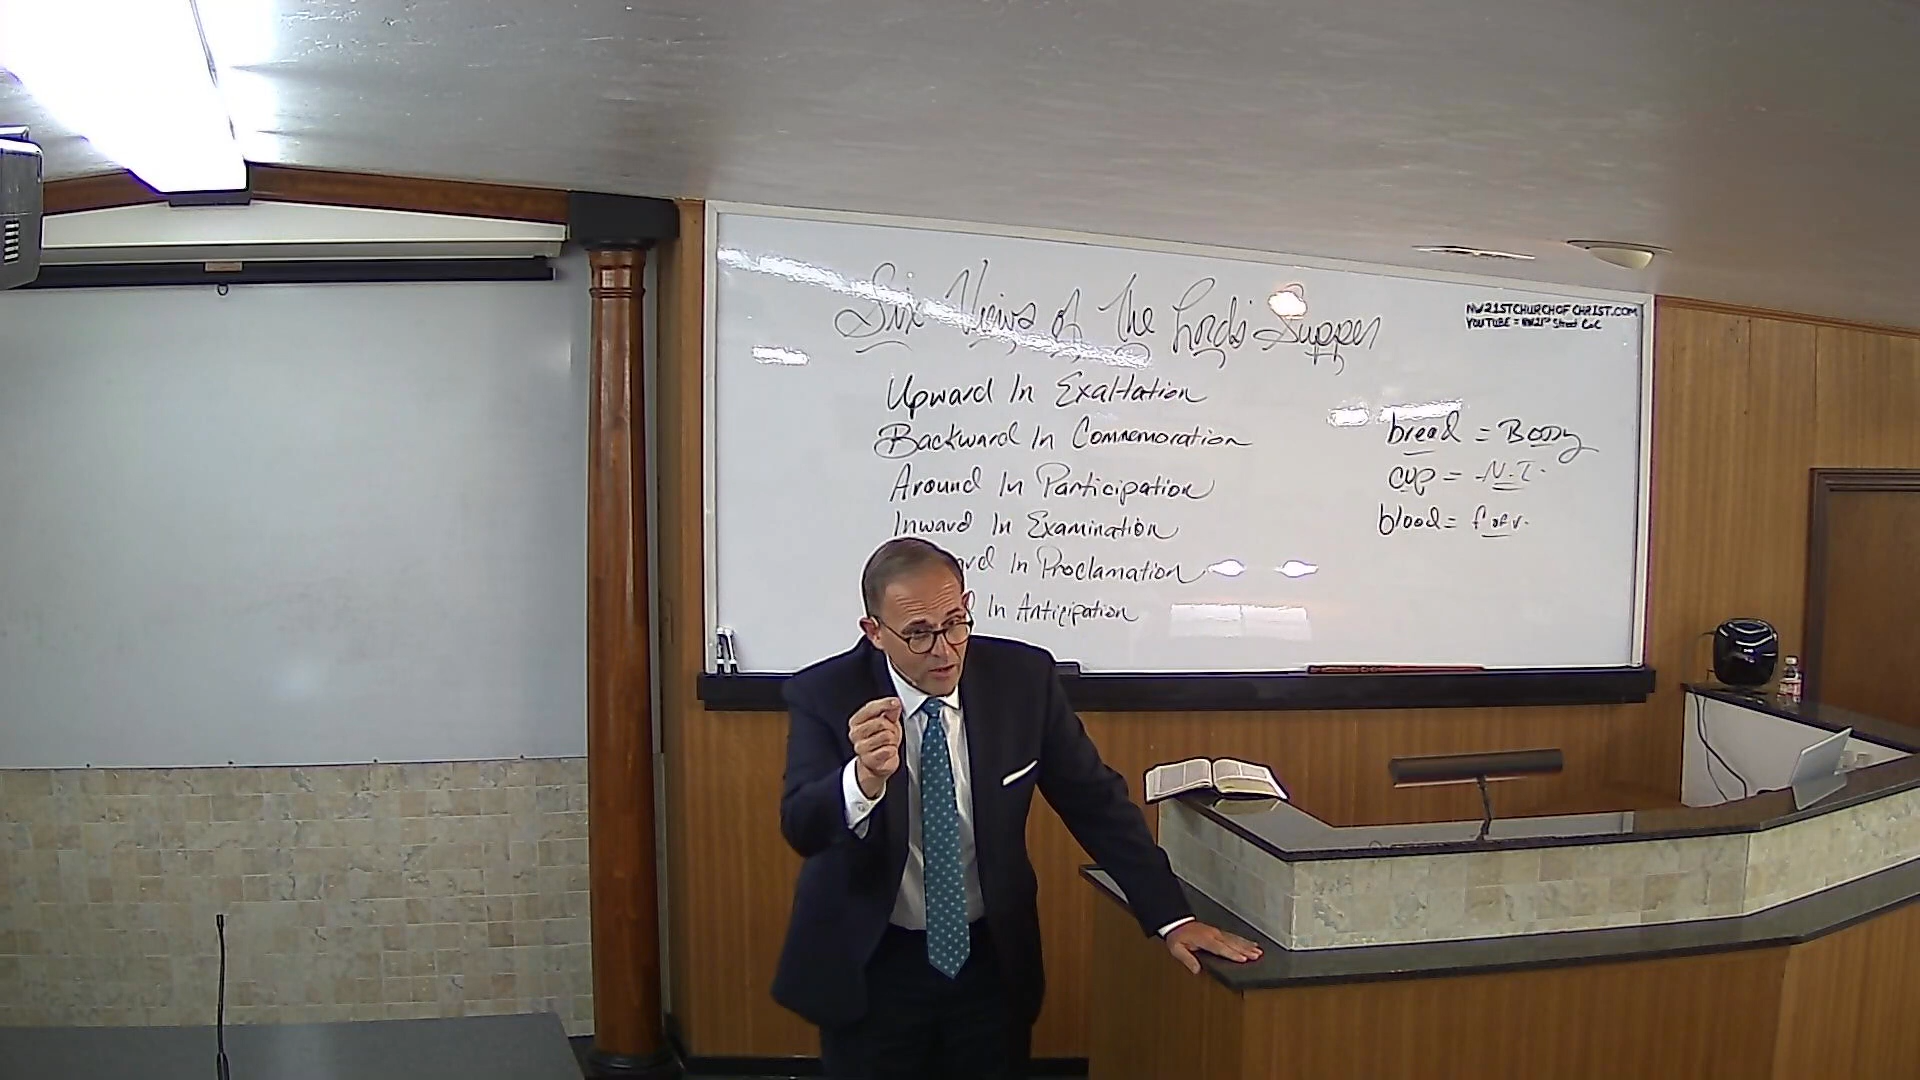 Six Views of the Lord's Supper
NW21STCHURCHOFCHRIST.COM
YOUTUBE = NW21st Street CoC
Upward In Exaltation
Backward In Commemoration
Around In Participation
Inward In Examination
ard In Proclamation
d In Anticipation
bread = Body
cup = N.T.
blood = f of v.